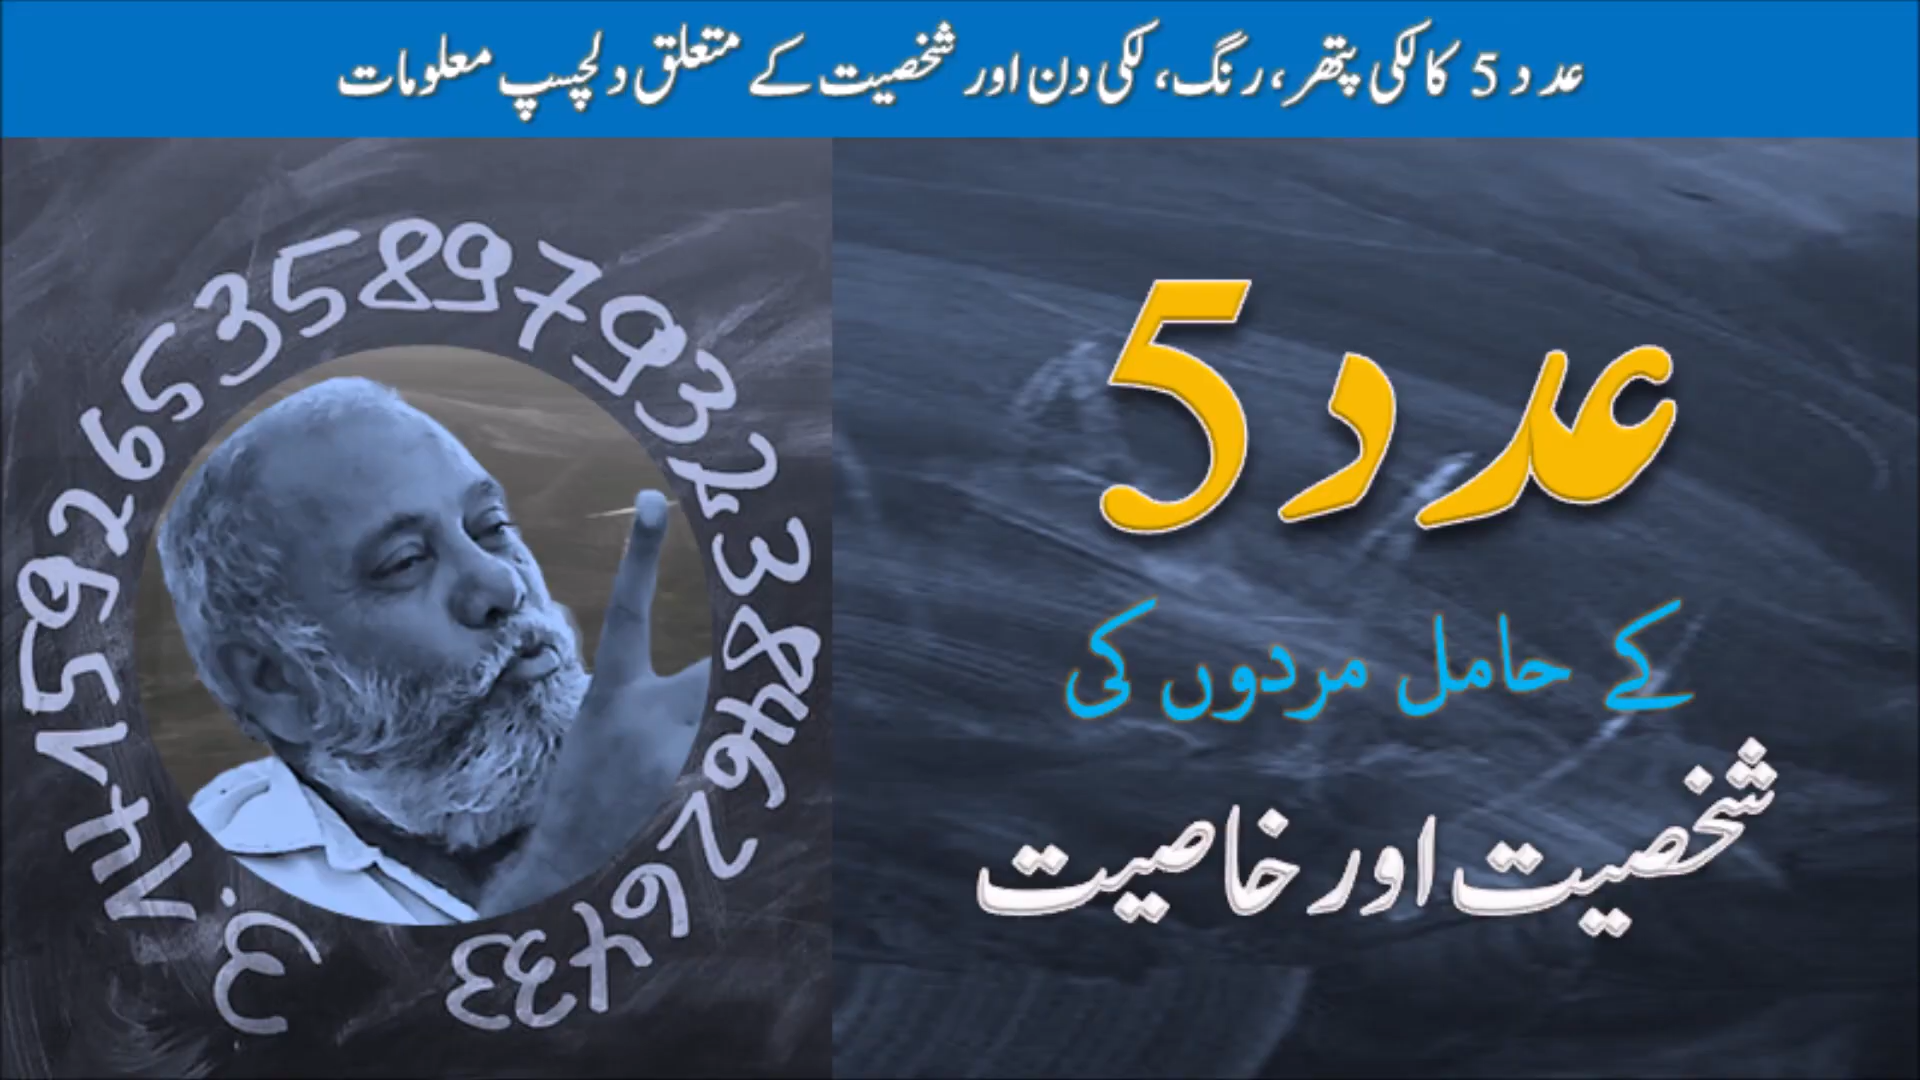 عدد 5 کا لکی پتھر، رنگ، لکی دن اور شخصیت کے متعلق دلچسپ معلومات
عدد 5
کے حامل مردوں کی
شخصیت اور خاصیت
3.1415926535897932384626433